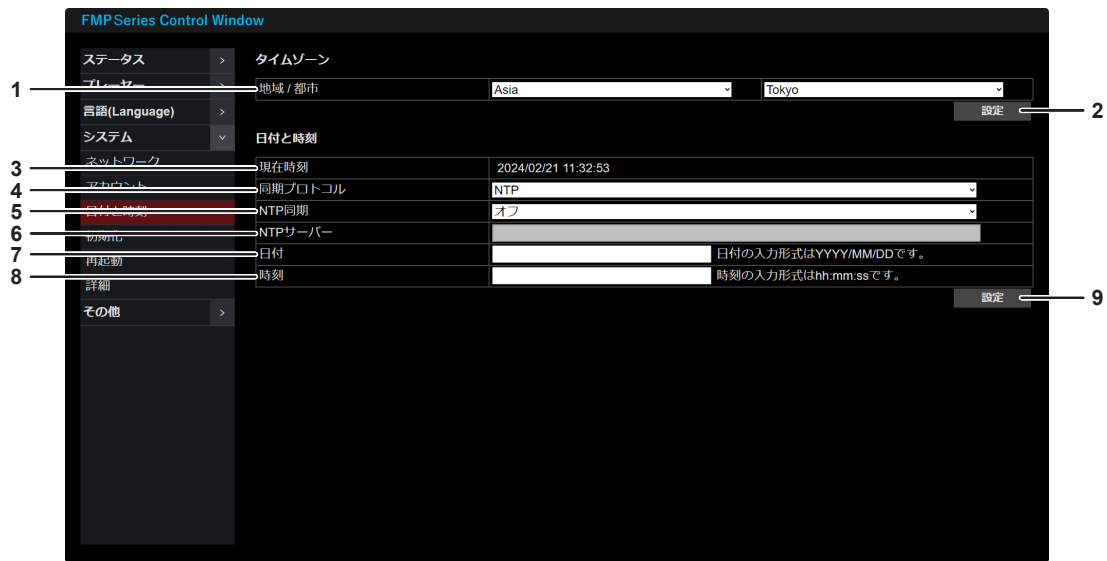 FMPSeries Control Window
ステータス >
タイムゾーン
1 プレーヤー >
地域 / 都市 Asia Tokyo
言語(Language) >
設定 2
システム
日付と時刻
3 ネットワーク
現在時刻 2024/02/21 11:32:53
4 アカウント
同期プロトコル NTP
5 日付と時刻
NTP同期 オフ
6 初期化
NTPサーバー
7 再起動
日付 日付の入力形式はYYYY/MM/DDです。
8 時刻 時刻の入力形式はhh:mm:ssです。
詳細
設定 9
その他 >